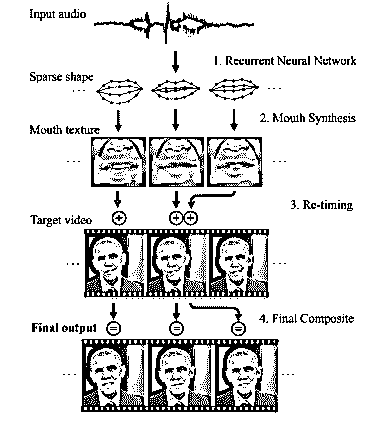 Input audio
1. Recurrent Neural Network
Sparse shape
2. Mouth Synthesis
Mouth texture
3. Re-timing
Target video
4. Final Composite
Final output